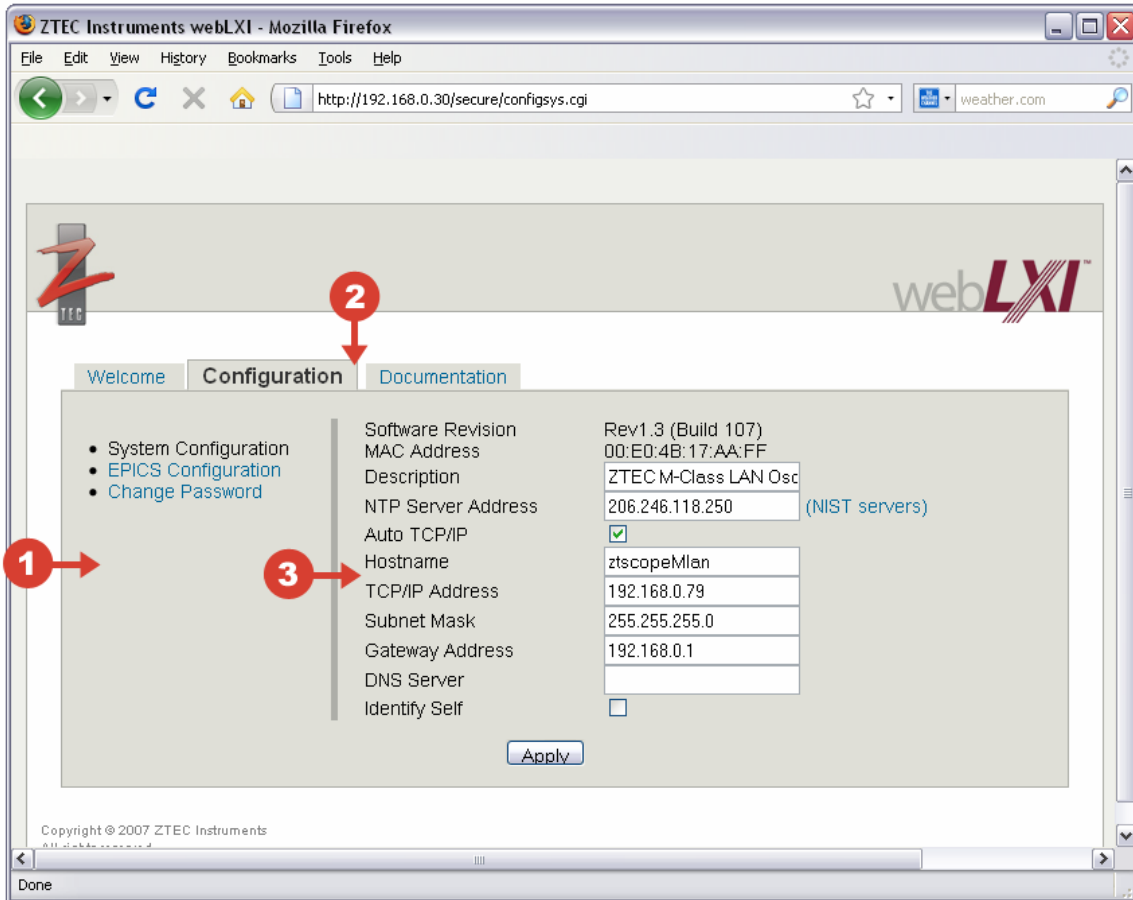 ZTEC Instruments webLXI - Mozilla Firefox
File Edit View History Bookmarks Tools Help
http://192.168.0.30/secure/configsys.cgi
weather.com
Z
TEC
webLXI™
2
Welcome Configuration Documentation
System Configuration
EPICS Configuration
Change Password
1
3
Software Revision Rev1.3 (Build 107)
MAC Address 00:E0:4B:17:AA:FF
Description ZTEC M-Class LAN Osc
NTP Server Address 206.246.118.250 (NIST servers)
Auto TCP/IP
Hostname ztscopeMlan
TCP/IP Address 192.168.0.79
Subnet Mask 255.255.255.0
Gateway Address 192.168.0.1
DNS Server
Identify Self
Apply
Copyright © 2007 ZTEC Instruments
All rights reserved
Done